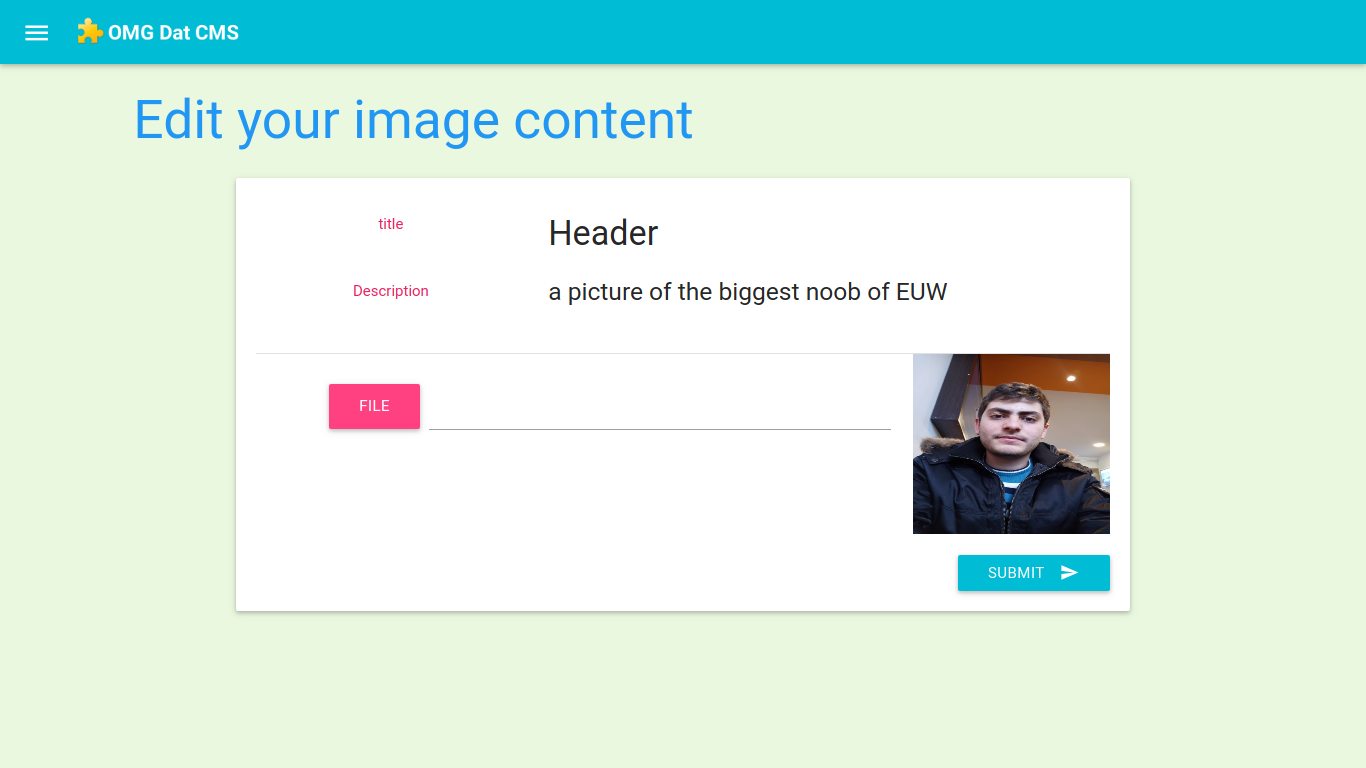 OMG Dat CMS
Edit your image content
title
Header
Description
a picture of the biggest noob of EUW
FILE
SUBMIT